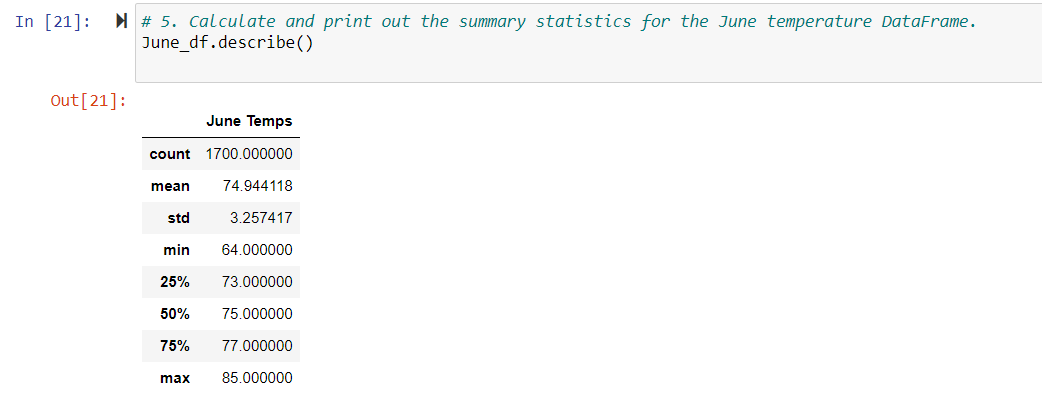 In [21]: # 5. Calculate and print out the summary statistics for the June temperature DataFrame.
June_df.describe()
Out[21]:
June Temps
count 1700.000000
mean 74.944118
std 3.257417
min 64.000000
25% 73.000000
50% 75.000000
75% 77.000000
max 85.000000